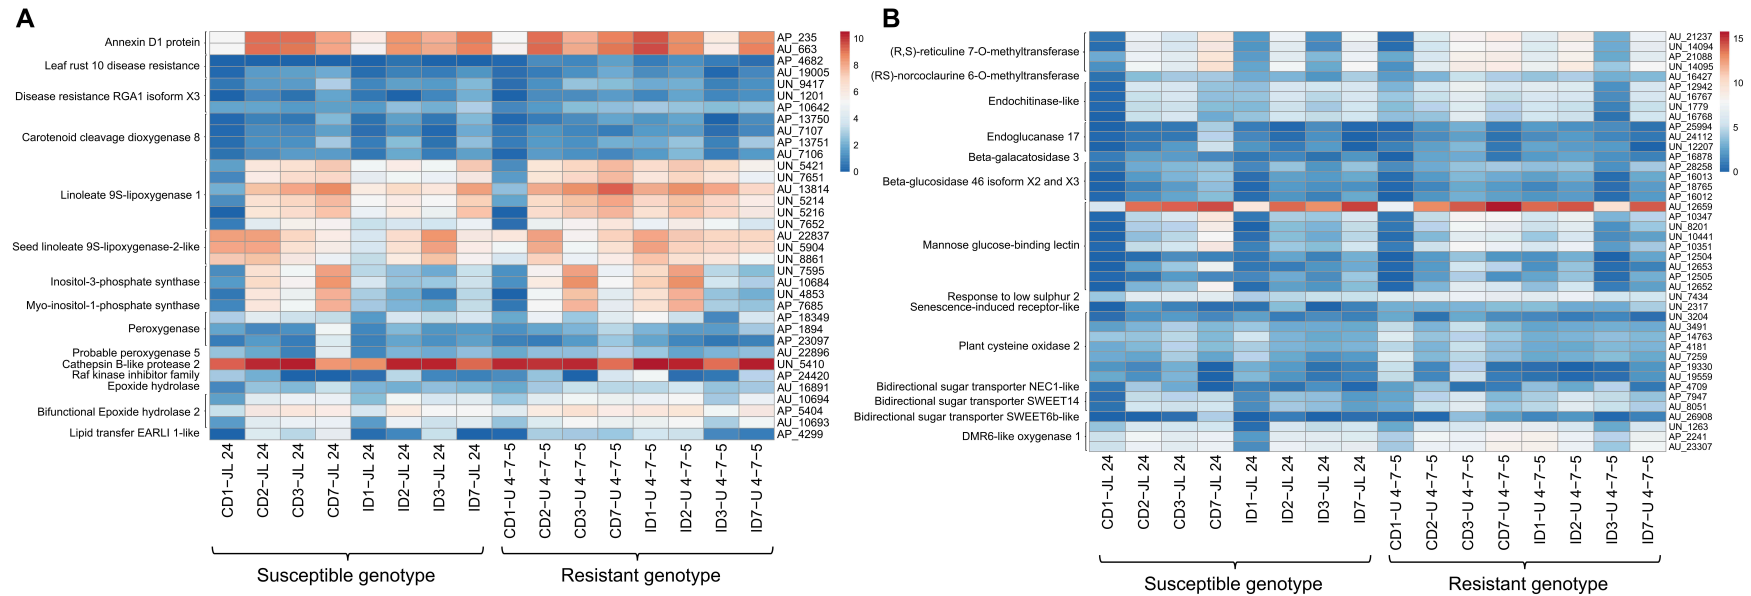 A
Annexin D1 protein
Leaf rust 10 disease resistance
Disease resistance RGA1 isoform X3
Carotenoid cleavage dioxygenase 8
Linoleate 9S-lipoxygenase 1
Seed linoleate 9S-lipoxygenase-2-like
Inositol-3-phosphate synthase
Myo-inositol-1-phosphate synthase
Peroxygenase
Probable peroxygenase 5
Cathepsin B-like protease 2
Raf kinase inhibitor family
Epoxide hydrolase
Bifunctional Epoxide hydrolase 2
Lipid transfer EARLI 1-like
AP_235
AU_663
AP_4682
AU_19005
UN_9417
UN_1201
AP_10642
AP_13750
AU_7107
AP_13751
AU_7106
UN_5421
UN_7651
AU_13814
UN_5214
UN_5216
UN_7652
AU_22837
UN_5904
UN_8861
UN_7595
AU_10684
UN_4853
AP_7685
AP_18349
AP_1894
AP_23097
AU_22896
UN_5410
AP_24420
AU_16891
AU_10694
AP_5404
AU_10693
AP_4299
10
8
6
4
2
0
CD1−JL 24
CD2−JL 24
CD3−JL 24
CD7−JL 24
ID1−JL 24
ID2−JL 24
ID3−JL 24
ID7−JL 24
CD1−U 4−7−5
CD2−U 4−7−5
CD3−U 4−7−5
CD7−U 4−7−5
ID1−U 4−7−5
ID2−U 4−7−5
ID3−U 4−7−5
ID7−U 4−7−5
Susceptible genotype
Resistant genotype
B
(R,S)-reticuline 7-O-methyltransferase
(RS)-norcoclaurine 6-O-methyltransferase
Endochitinase-like
Endoglucanase 17
Beta-galacatosidase 3
Beta-glucosidase 46 isoform X2 and X3
Mannose glucose-binding lectin
Response to low sulphur 2
Senescence-induced receptor-like
Plant cysteine oxidase 2
Bidirectional sugar transporter NEC1-like
Bidirectional sugar transporter SWEET14
Bidirectional sugar transporter SWEET6b-like
DMR6-like oxygenase 1
AU_21237
UN_14094
AP_21088
UN_14095
AU_16427
AP_12942
AU_16767
UN_1779
AU_16768
AP_25994
AU_24112
UN_12207
AP_16878
AP_28258
AP_16013
AP_18765
AP_16012
AU_12659
AP_10347
UN_8201
UN_10441
AP_10351
AP_12504
AU_12653
AP_12505
AU_12652
UN_7434
UN_2317
UN_3204
AU_3491
AP_14763
AP_4181
AU_7259
AP_19330
AU_19559
AP_4709
AP_7947
AU_8051
AU_26908
UN_1263
AP_2241
AU_23307
15
10
5
0
CD1−JL 24
CD2−JL 24
CD3−JL 24
CD7−JL 24
ID1−JL 24
ID2−JL 24
ID3−JL 24
ID7−JL 24
CD1−U 4−7−5
CD2−U 4−7−5
CD3−U 4−7−5
CD7−U 4−7−5
ID1−U 4−7−5
ID2−U 4−7−5
ID3−U 4−7−5
ID7−U 4−7−5
Susceptible genotype
Resistant genotype